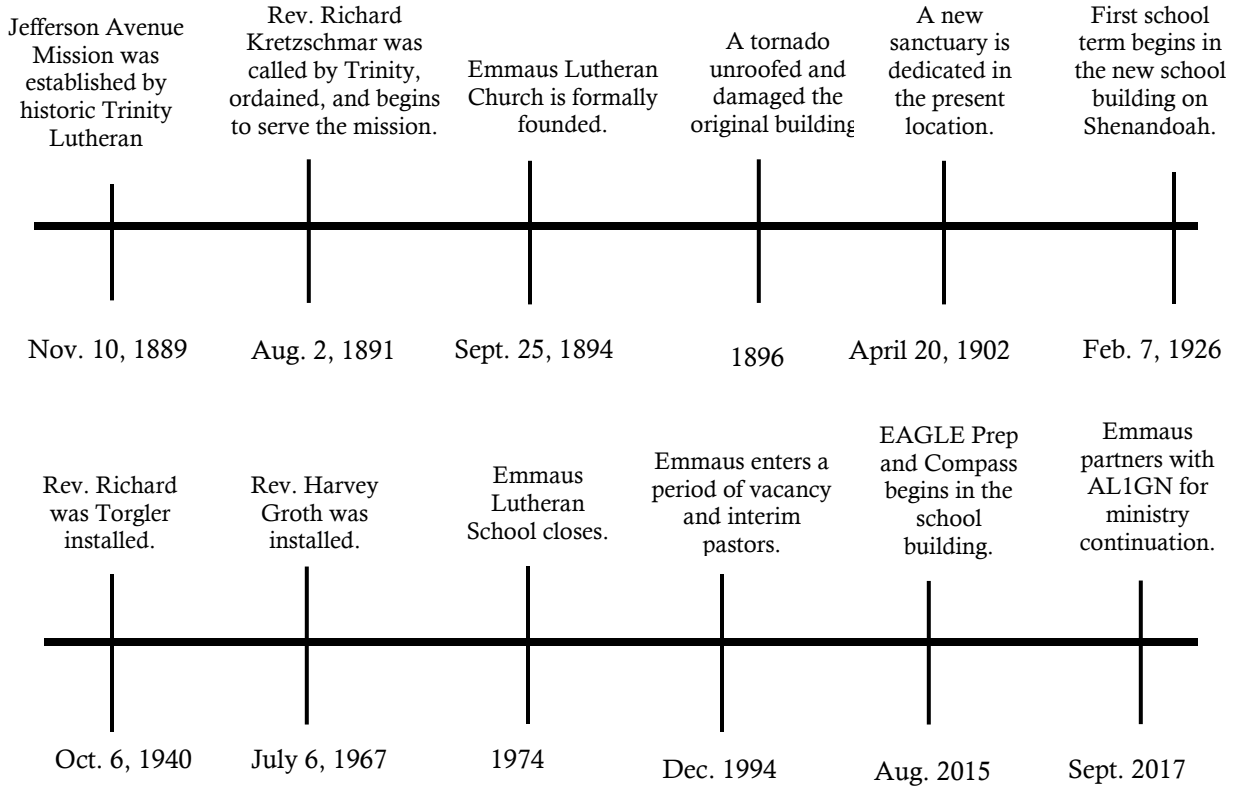 Jefferson Avenue
Mission was
established by
historic Trinity
Lutheran
Rev. Richard
Kretzschmar was
called by Trinity,
ordained, and begins
to serve the mission.
Emmaus Lutheran
Church is formally
founded.
A tornado
unroofed and
damaged the
original building
A new
sanctuary is
dedicated in
the present
location.
First school
term begins in
the new school
building on
Shenandoah.
Nov. 10, 1889
Aug. 2, 1891
Sept. 25, 1894
1896
April 20, 1902
Feb. 7, 1926
Rev. Richard
was Torgler
installed.
Rev. Harvey
Groth was
installed.
Emmaus
Lutheran
School closes.
Emmaus enters a
period of vacancy
and interim
pastors.
EAGLE Prep
and Compass
begins in the
school
building.
Emmaus
partners with
AL1GN for
ministry
continuation.
Oct. 6, 1940
July 6, 1967
1974
Dec. 1994
Aug. 2015
Sept. 2017